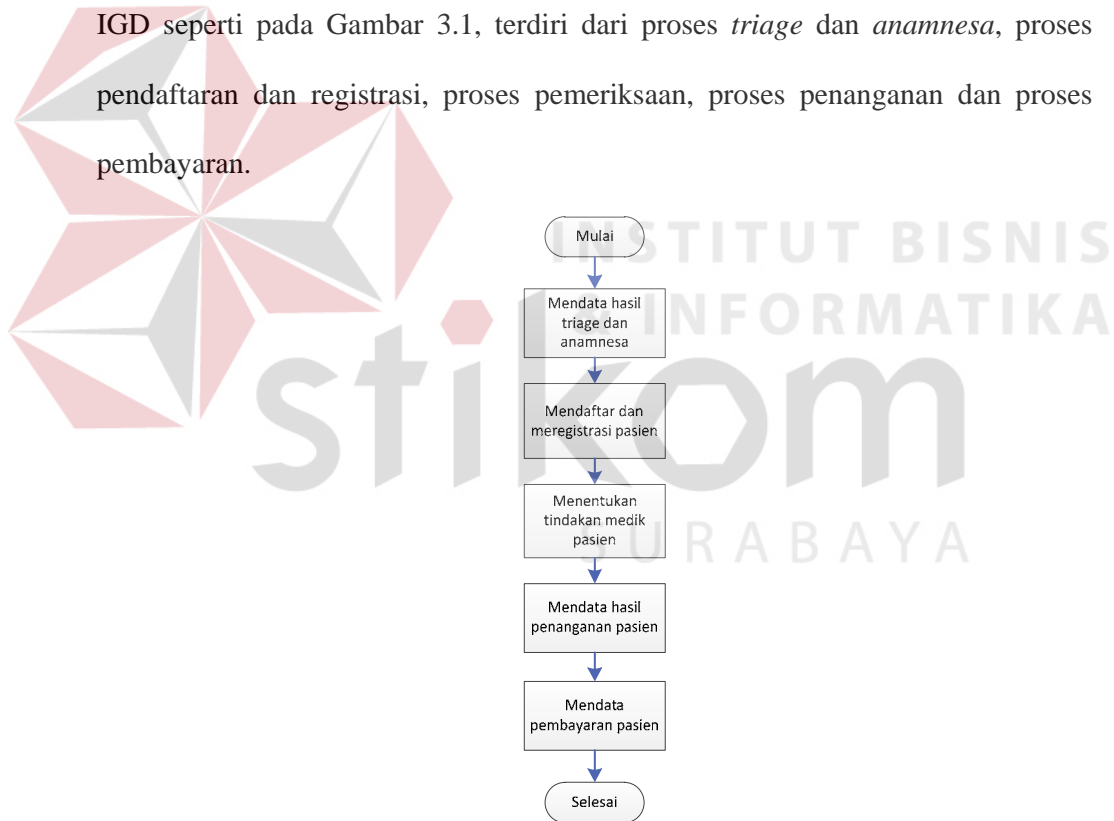 IGD seperti pada Gambar 3.1, terdiri dari proses triage dan anamnesa, proses
pendaftaran dan registrasi, proses pemeriksaan, proses penanganan dan proses
pembayaran.
INSTITUT BISNIS
& INFORMATIKA
stikom
SURABAYA
Mulai
Mendata hasil
triage dan
anamnesa
Mendaftar dan
meregistrasi pasien
Menentukan
tindakan medik
pasien
Mendata hasil
penanganan pasien
Mendata
pembayaran pasien
Selesai